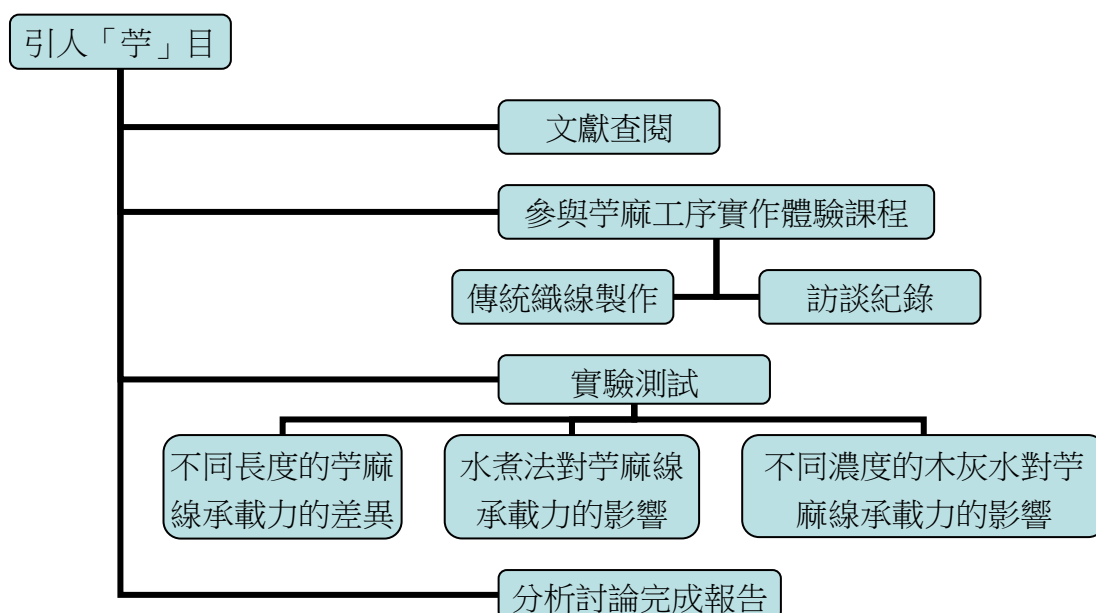 引人「苧」目
文獻查閱
參與苧麻工序實作體驗課程
傳統織線製作
訪談紀錄
實驗測試
不同長度的苧麻
線承載力的差異
水煮法對苧麻線
承載力的影響
不同濃度的木灰水對苧
麻線承載力的影響
分析討論完成報告